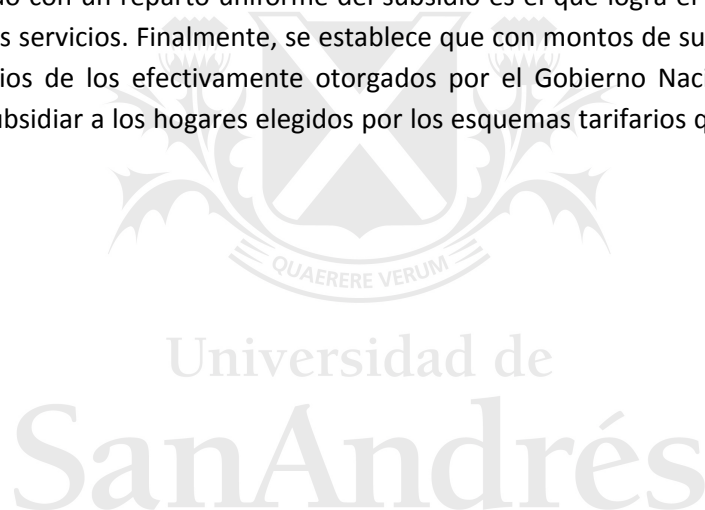 do con un reparto uniforme del subsidio es el que logra el
s servicios. Finalmente, se establece que con montos de su
ios de los efectivamente otorgados por el Gobierno Naci
ubsidiar a los hogares elegidos por los esquemas tarifarios q
QUAERERE VERUM
Universidad de
SanAndrés